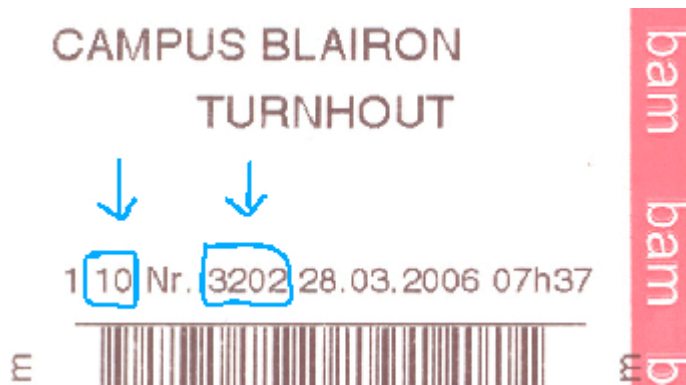 CAMPUS BLAIRON
TURNHOUT
1 10 Nr. 3202 28.03.2006 07h37
bam
bam
b
m
m